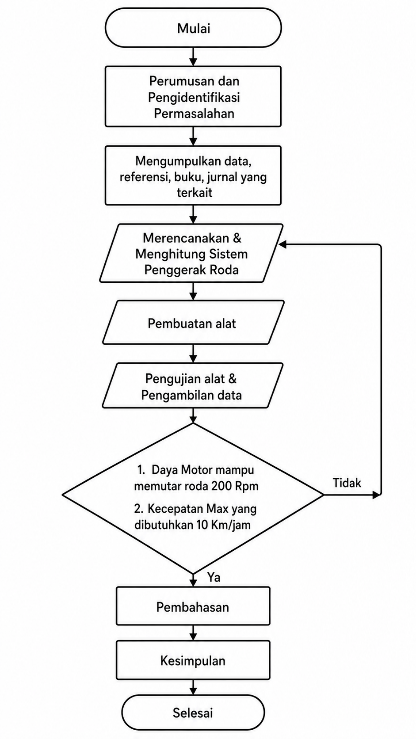 Mulai
Perumusan dan
Pengidentifikasi
Permasalahan
Mengumpulkan data,
referensi, buku, jurnal yang
terkait
Merencanakan &
Menghitung Sistem
Penggerak Roda
Pembuatan alat
Pengujian alat &
Pengambilan data
1. Daya Motor mampu
memutar roda 200 Rpm
2. Kecepatan Max yang
dibutuhkan 10 Km/jam
Tidak
Ya
Pembahasan
Kesimpulan
Selesai